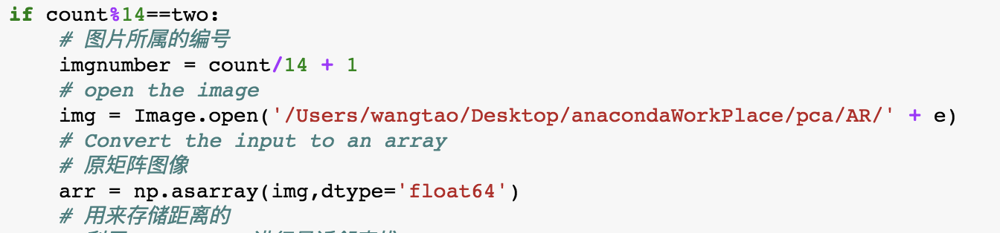 if count%14==two:
# 图片所属的编号
imgnumber = count/14 + 1
# open the image
img = Image.open('/Users/wangtao/Desktop/anacondaWorkPlace/pca/AR/' + e)
# Convert the input to an array
# 原矩阵图像
arr = np.asarray(img,dtype='float64')
# 用来存储距离的